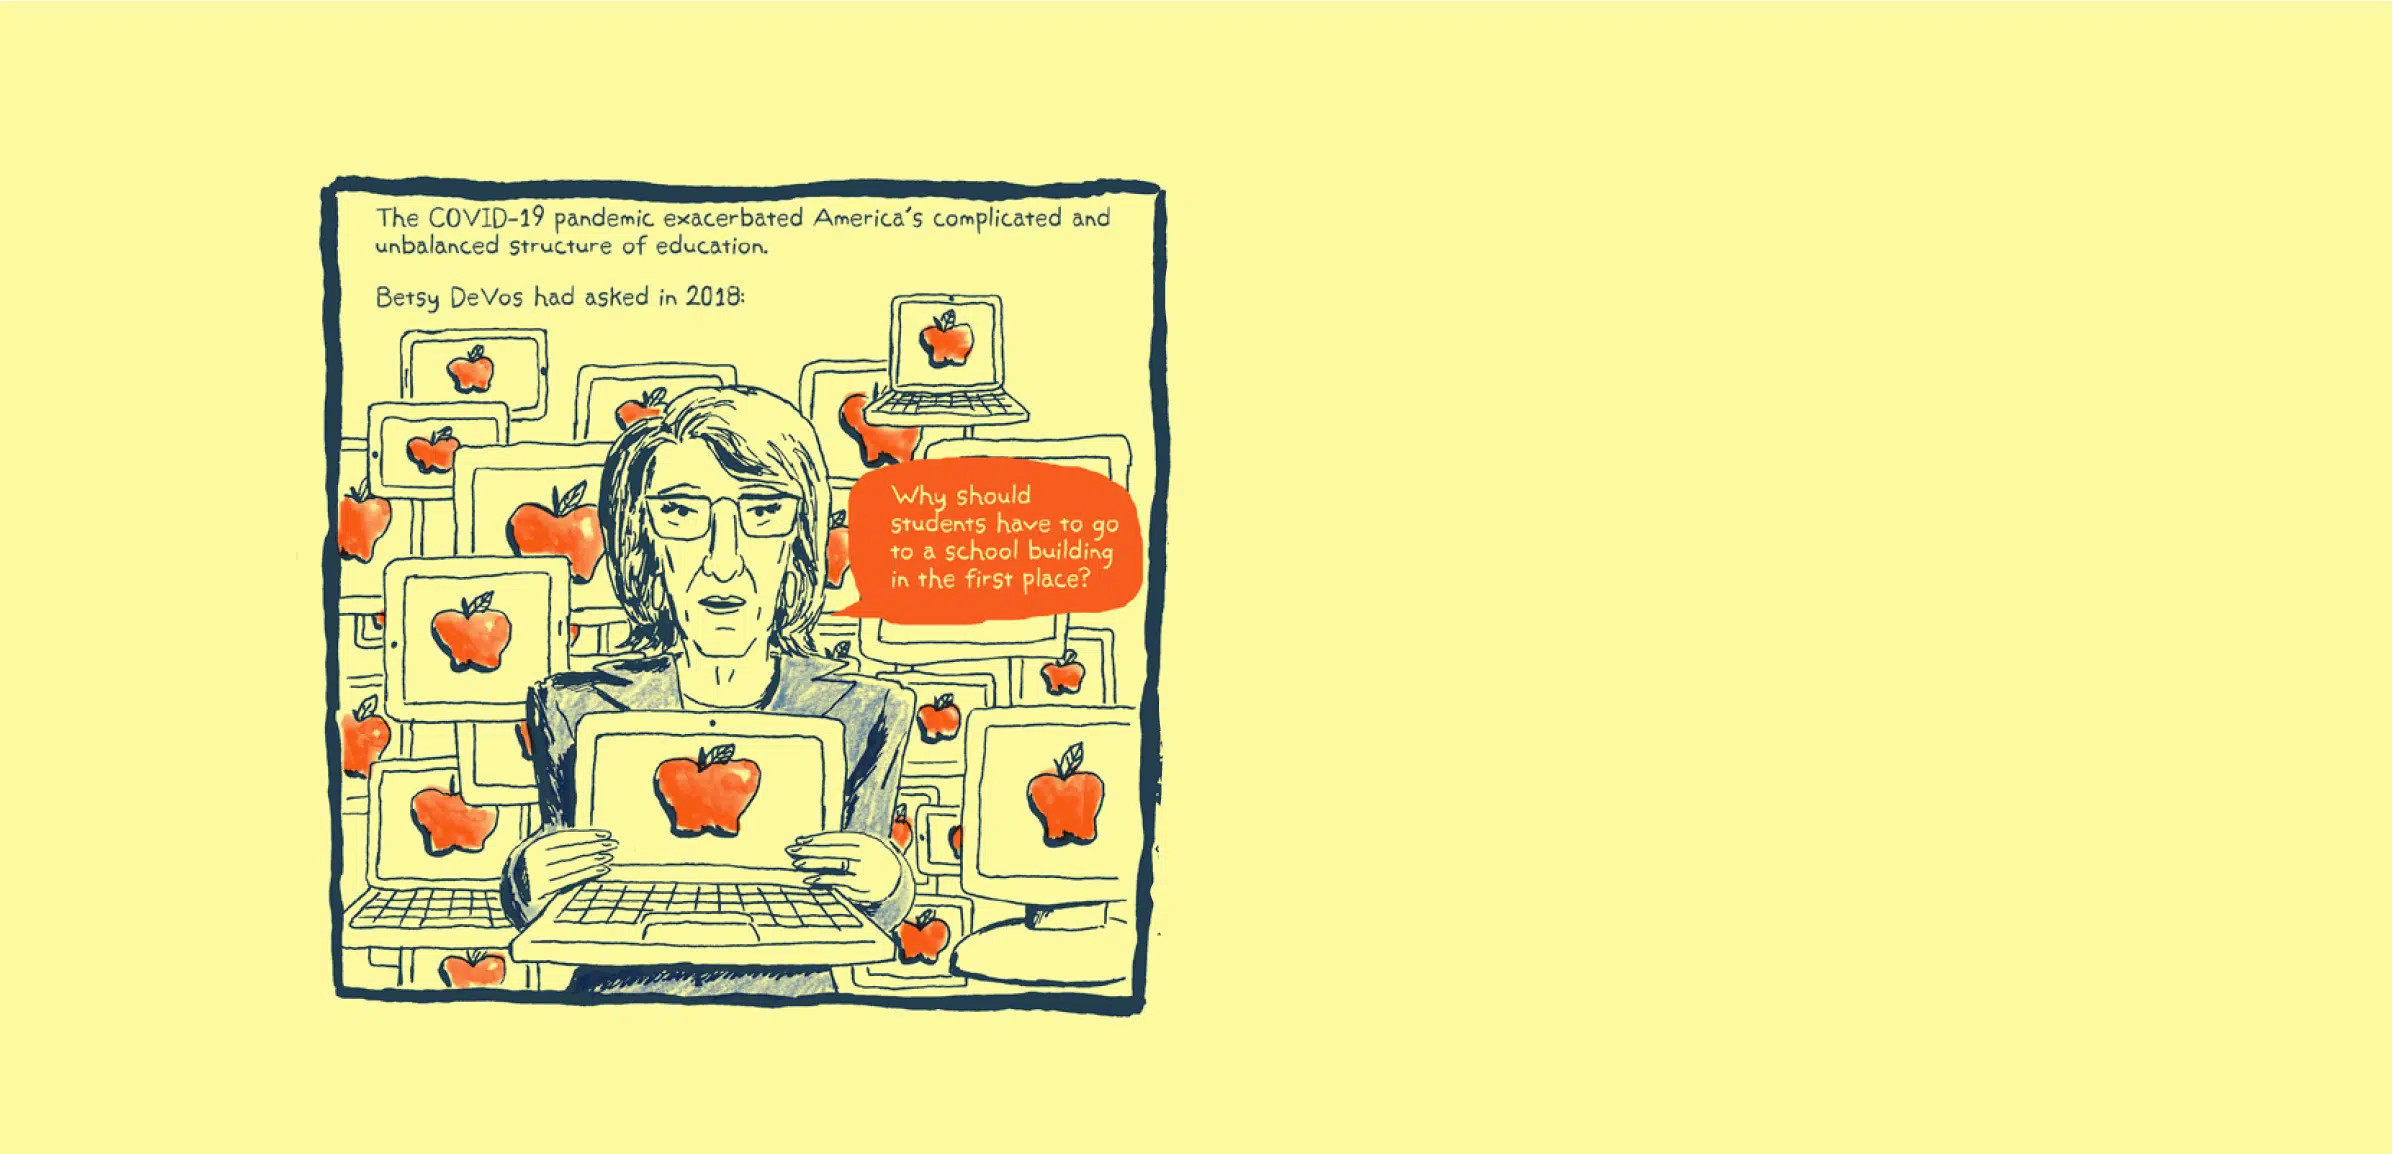 The COVID-19 pandemic exacerbated America's complicated and
unbalanced structure of education.
Betsy DeVos had asked in 2018:
Why should
students have to go
to a school building
in the first place?